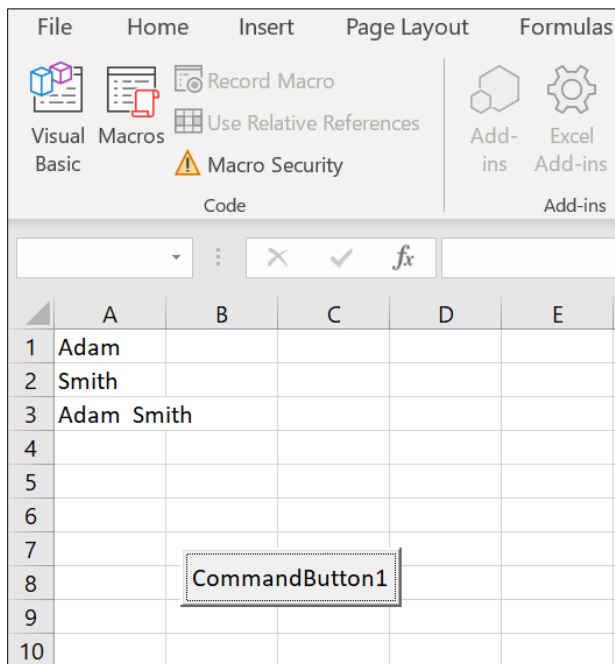 File Home Insert Page Layout Formulas
Record Macro
Use Relative References
Macro Security
Visual Basic
Macros
Code
Add-ins
Excel Add-ins
Add-ins
fx
A B C D E
1 Adam
2 Smith
3 Adam  Smith
4
5
6
7
8
CommandButton1
9
10